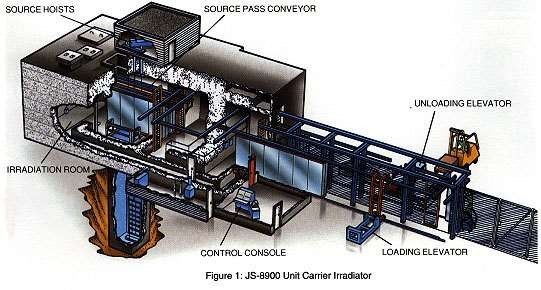 SOURCE HOISTS
SOURCE PASS CONVEYOR
UNLOADING ELEVATOR
IRRADIATION ROOM
CONTROL CONSOLE
LOADING ELEVATOR
Figure 1: JS-8900 Unit Carrier Irradiator